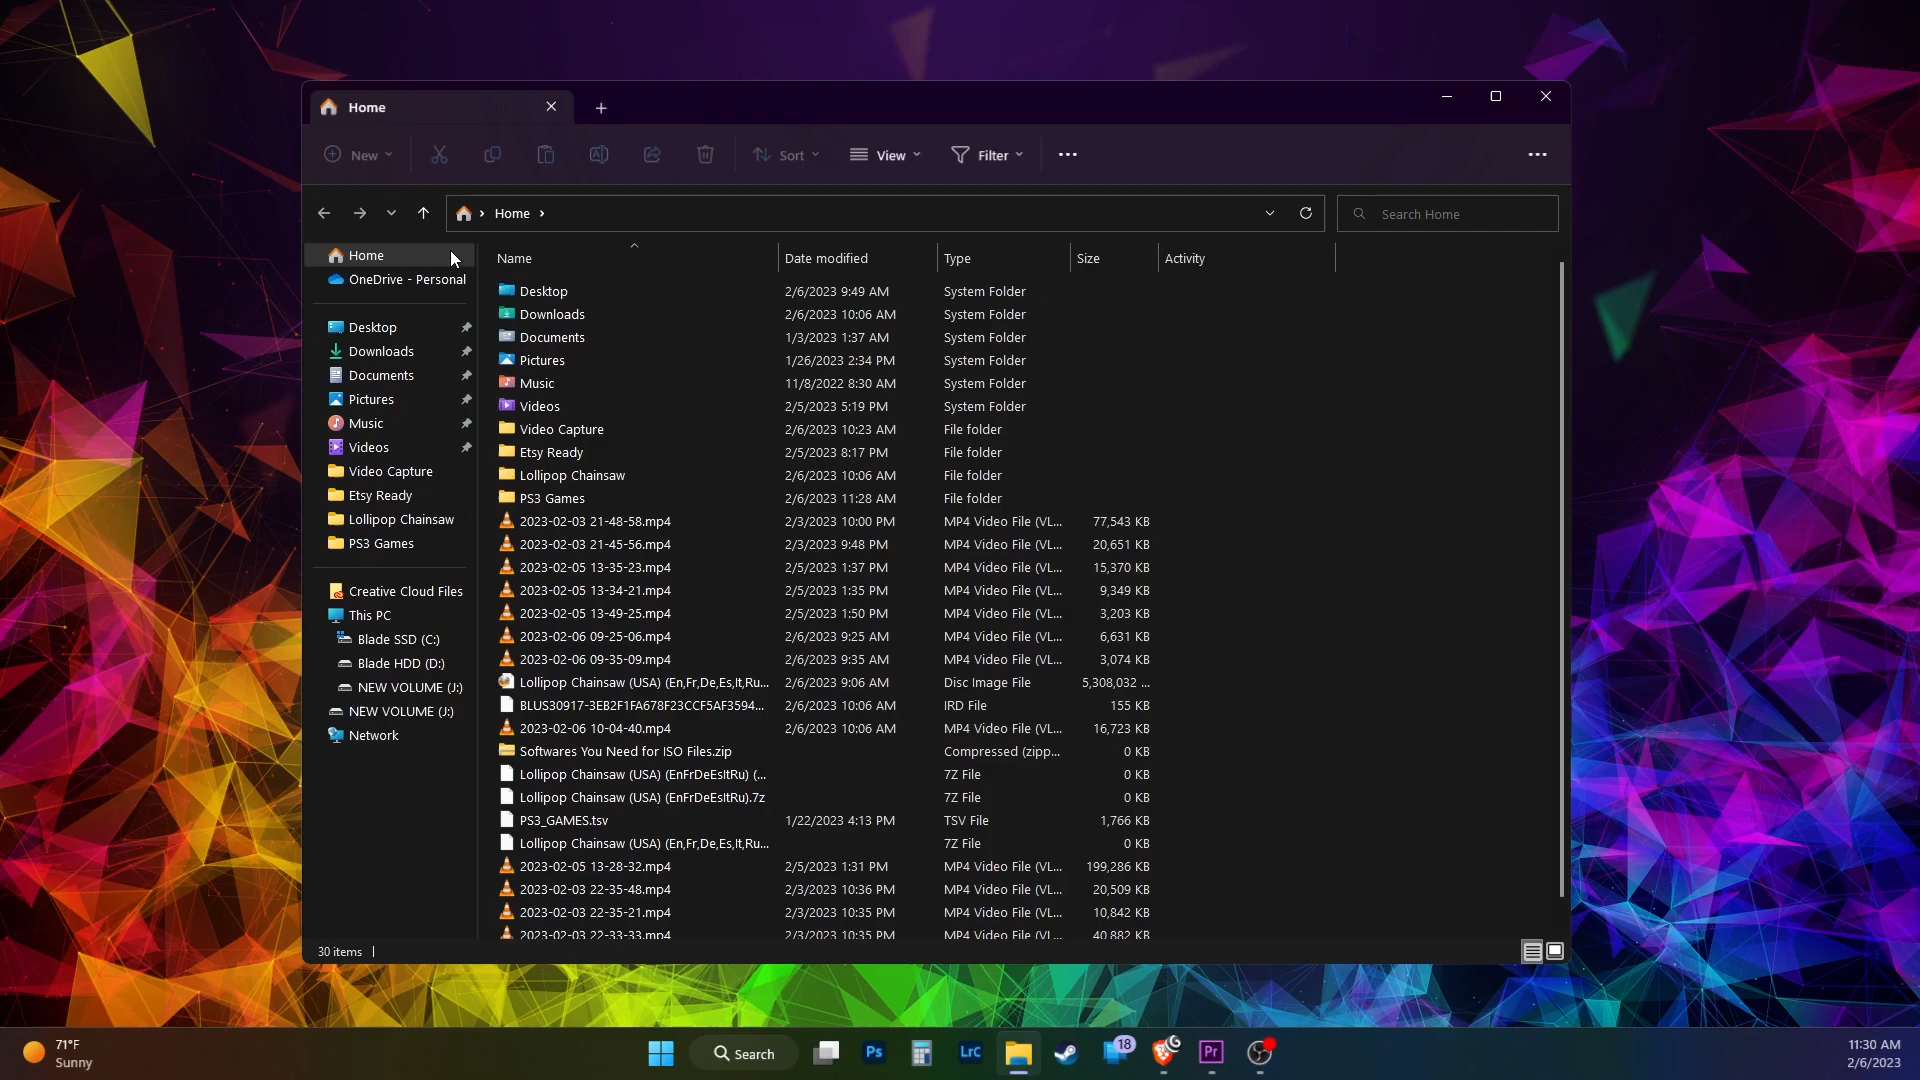 Home
New
Sort
View
Filter
Home
Search Home
Home
OneDrive - Personal
Desktop
Downloads
Documents
Pictures
Music
Videos
Video Capture
Etsy Ready
Lollipop Chainsaw
PS3 Games
Creative Cloud Files
This PC
Blade SSD (C:)
Blade HDD (D:)
NEW VOLUME (J:)
NEW VOLUME (J:)
Network
Name Date modified Type Size Activity
Desktop 2/6/2023 9:49 AM System Folder
Downloads 2/6/2023 10:06 AM System Folder
Documents 1/3/2023 1:37 AM System Folder
Pictures 1/26/2023 2:34 PM System Folder
Music 11/8/2022 8:30 AM System Folder
Videos 2/5/2023 5:19 PM System Folder
Video Capture 2/6/2023 10:23 AM File folder
Etsy Ready 2/5/2023 8:17 PM File folder
Lollipop Chainsaw 2/6/2023 10:06 AM File folder
PS3 Games 2/6/2023 11:28 AM File folder
2023-02-03 21-48-58.mp4 2/3/2023 10:00 PM MP4 Video File (VL... 77,543 KB
2023-02-03 21-45-56.mp4 2/3/2023 9:48 PM MP4 Video File (VL... 20,651 KB
2023-02-05 13-35-23.mp4 2/5/2023 1:37 PM MP4 Video File (VL... 15,370 KB
2023-02-05 13-34-21.mp4 2/5/2023 1:35 PM MP4 Video File (VL... 9,349 KB
2023-02-05 13-49-25.mp4 2/5/2023 1:50 PM MP4 Video File (VL... 3,203 KB
2023-02-06 09-25-06.mp4 2/6/2023 9:25 AM MP4 Video File (VL... 6,631 KB
2023-02-06 09-35-09.mp4 2/6/2023 9:35 AM MP4 Video File (VL... 3,074 KB
Lollipop Chainsaw (USA) (En,Fr,De,Es,It,Ru... 2/6/2023 9:06 AM Disc Image File 5,308,032 ...
BLUS30917-3EB2F1FA678F23CCF5AF3594... 2/6/2023 10:06 AM IRD File 155 KB
2023-02-06 10-04-40.mp4 2/6/2023 10:06 AM MP4 Video File (VL... 16,723 KB
Softwares You Need for ISO Files.zip Compressed (zipp... 0 KB
Lollipop Chainsaw (USA) (EnFrDeEsItRu) (... 7Z File 0 KB
Lollipop Chainsaw (USA) (EnFrDeEsItRu).7z 7Z File 0 KB
PS3_GAMES.tsv 1/22/2023 4:13 PM TSV File 1,766 KB
Lollipop Chainsaw (USA) (En,Fr,De,Es,It,Ru... 7Z File 0 KB
2023-02-05 13-28-32.mp4 2/5/2023 1:31 PM MP4 Video File (VL... 199,286 KB
2023-02-03 22-35-48.mp4 2/3/2023 10:36 PM MP4 Video File (VL... 20,509 KB
2023-02-03 22-35-21.mp4 2/3/2023 10:35 PM MP4 Video File (VL... 10,842 KB
2023-02-03 22-33-33.mp4 2/3/2023 10:35 PM MP4 Video File (VL... 40,882 KB
30 items
71°F
Sunny
Search
Ps
LrC
18
Pr
11:30 AM
2/6/2023